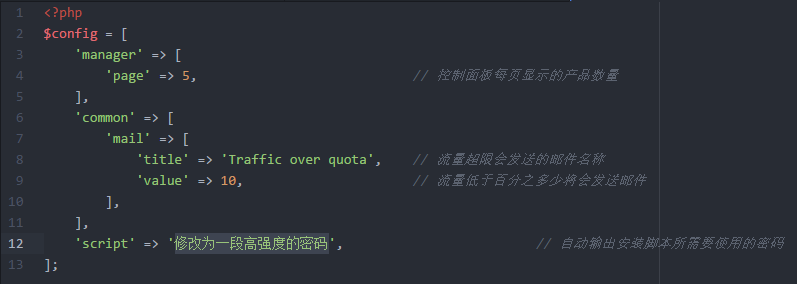 1 <?php
2 $config = [
3 'manager' => [
4 'page' => 5, // 控制面板每页显示的产品数量
5 ],
6 'common' => [
7 'mail' => [
8 'title' => 'Traffic over quota', // 流量超限会发送的邮件名称
9 'value' => 10, // 流量低于百分之多少将会发送邮件
10 ],
11 ],
12 'script' => '修改为一段高强度的密码', // 自动输出安装脚本所需要使用的密码
13 ];